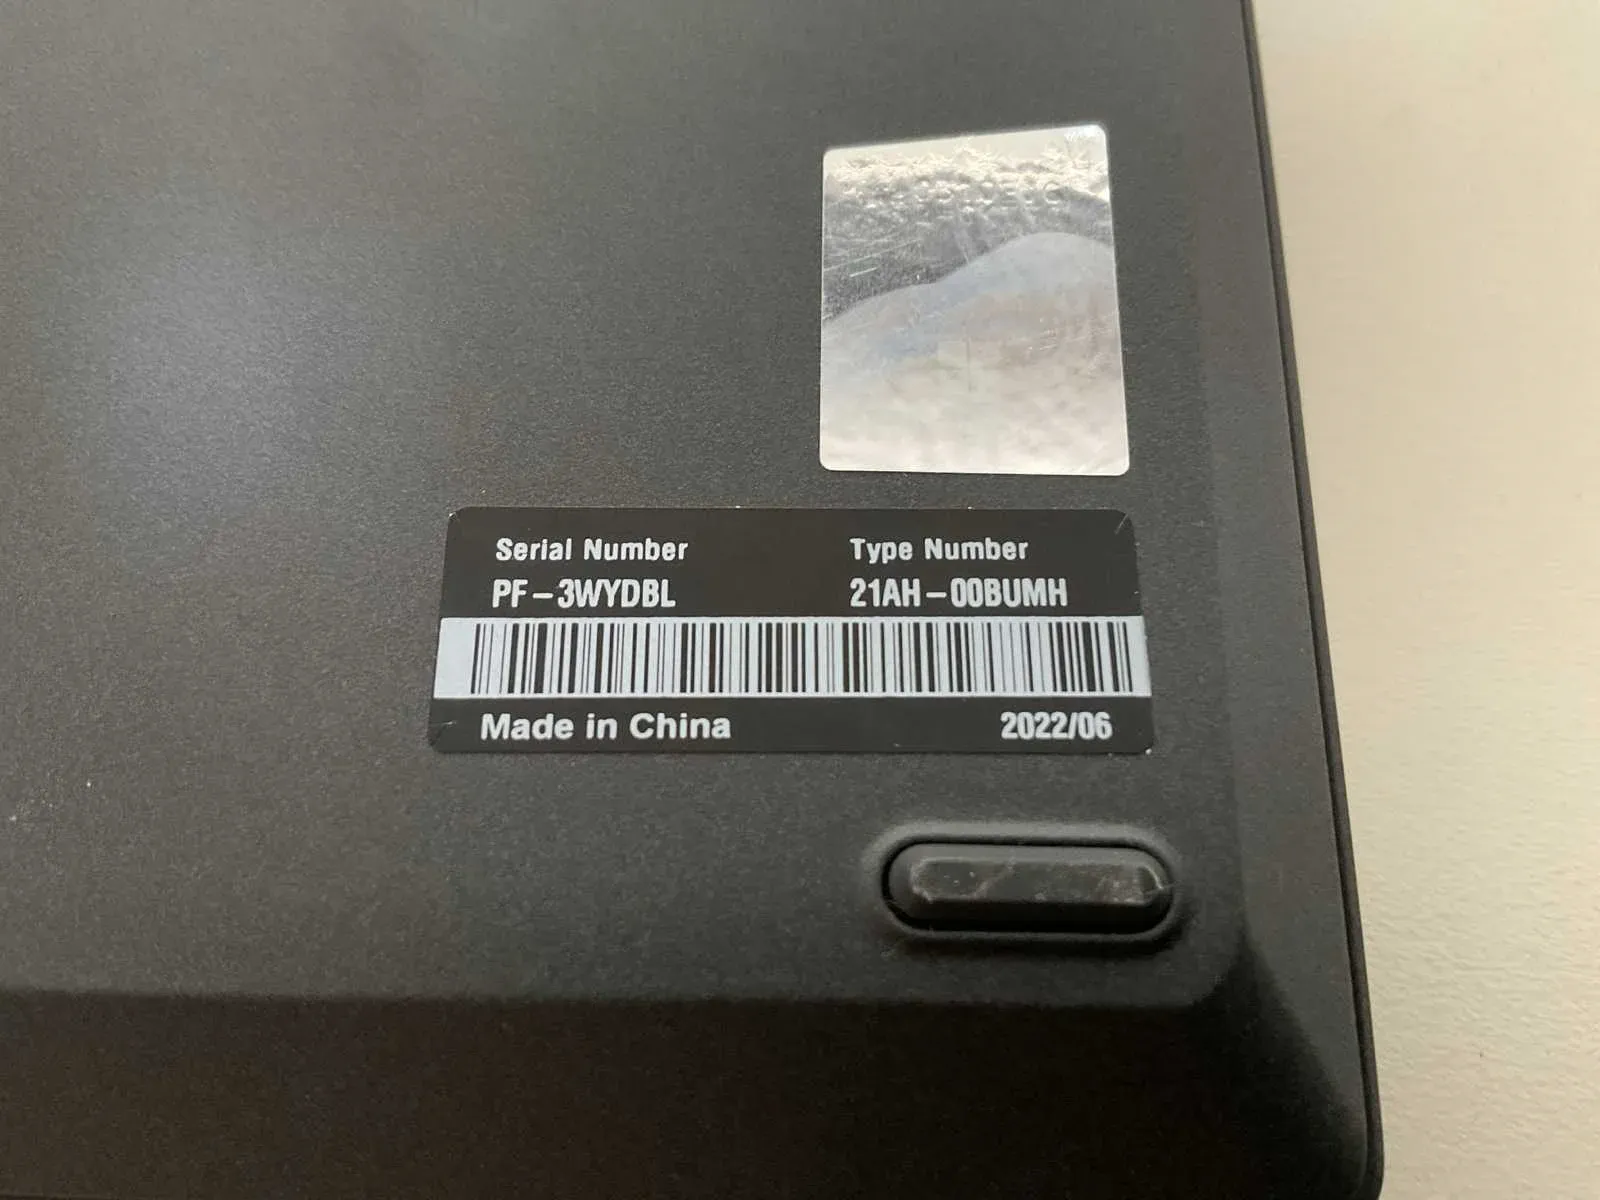 Serial Number Type Number
PF-3WYDBL 21AH-00BUMH
Made in China 2022/06